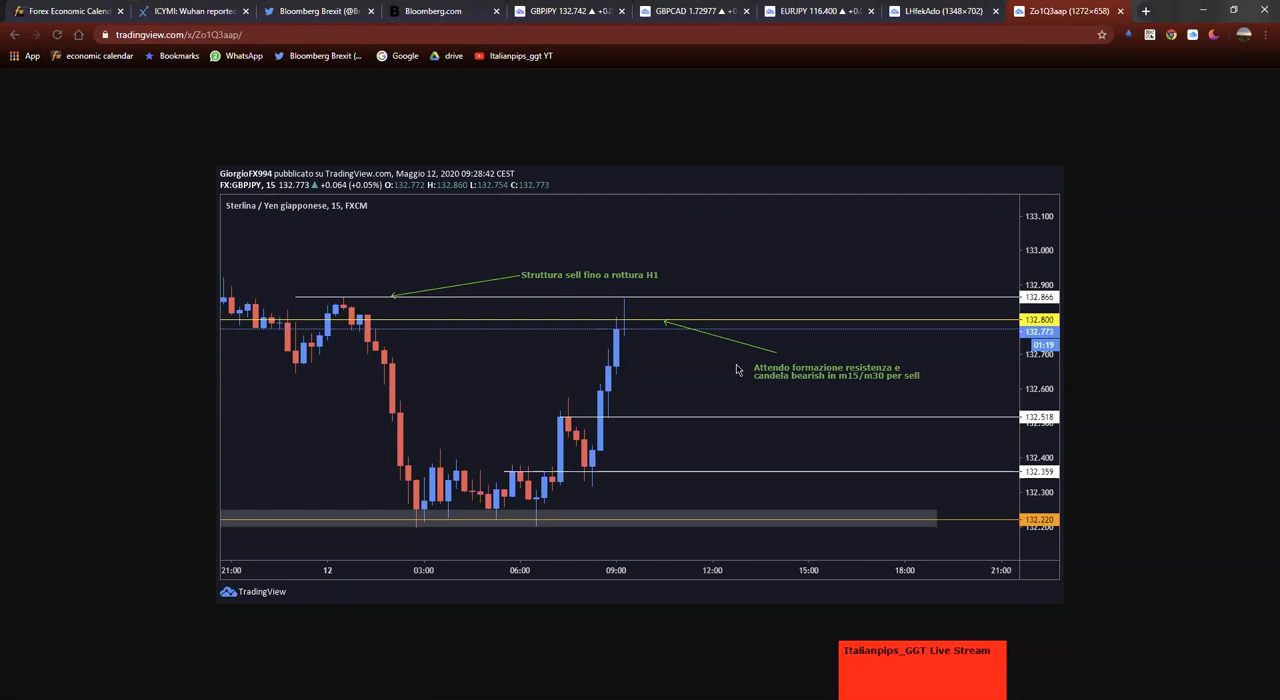 Forex Economic Calend
ICYMI: Wuhan reporte
Bloomberg Brexit (@Br
Bloomberg.com
GBPJPY 132.742 ▲ +0.0
GBPCAD 1.72977 ▲ +0.
EURJPY 116.400 ▲ +0.
LHfekAdo (1348×702)
Zo1Q3aap (1272×658)
tradingview.com/x/Zo1Q3aap/
App
economic calendar
Bookmarks
WhatsApp
Bloomberg Brexit (...
Google
drive
Italianpips_ggt YT
GiorgioFX994 pubblicato su TradingView.com, Maggio 12, 2020 09:28:42 CEST
FX:GBPJPY, 15 132.773 ▲ +0.064 (+0.05%) O:132.772 H:132.860 L:132.754 C:132.773
Sterlina / Yen giapponese, 15, FXCM
133.100
133.000
Struttura sell fino a rottura H1
132.900
132.866
132.800
132.773
01:19
132.700
Attendo formazione resistenza e
candela bearish in m15/m30 per sell
132.600
132.518
132.400
132.359
132.300
132.220
132.200
21:00
12
03:00
06:00
09:00
12:00
15:00
18:00
21:00
TradingView
Italianpips_GGT Live Stream